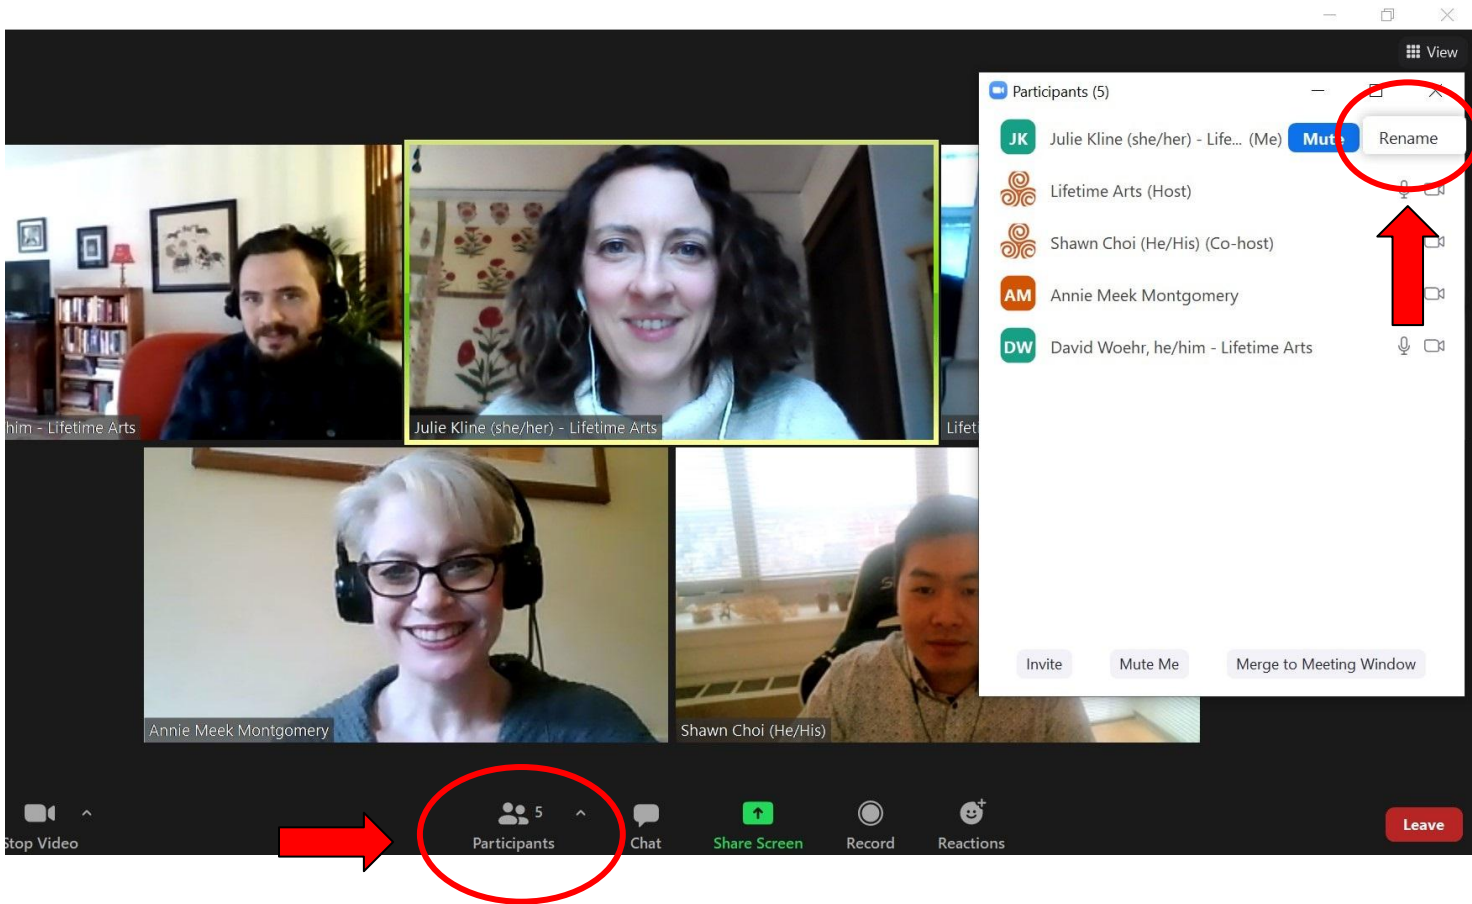 View
Participants (5)
JK
Julie Kline (she/her) - Life... (Me)
Mute
Rename
Lifetime Arts (Host)
Shawn Choi (He/His) (Co-host)
AM
Annie Meek Montgomery
DW
David Woehr, he/him - Lifetime Arts
him - Lifetime Arts
Julie Kline (she/her) - Lifetime Arts
Lifeti
Annie Meek Montgomery
Shawn Choi (He/His)
Invite
Mute Me
Merge to Meeting Window
5
Stop Video
Participants
Chat
Share Screen
Record
Reactions
Leave